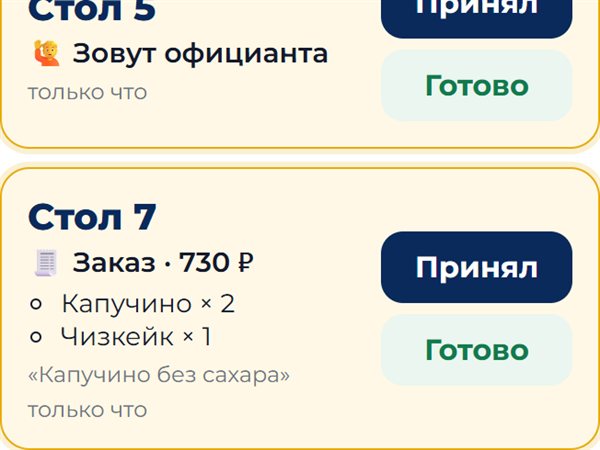 Стол 5
Принял
Зовут официанта
только что
Готово
Стол 7
Заказ · 730 ₽
Капучино × 2
Чизкейк × 1
«Капучино без сахара»
только что
Принял
Готово